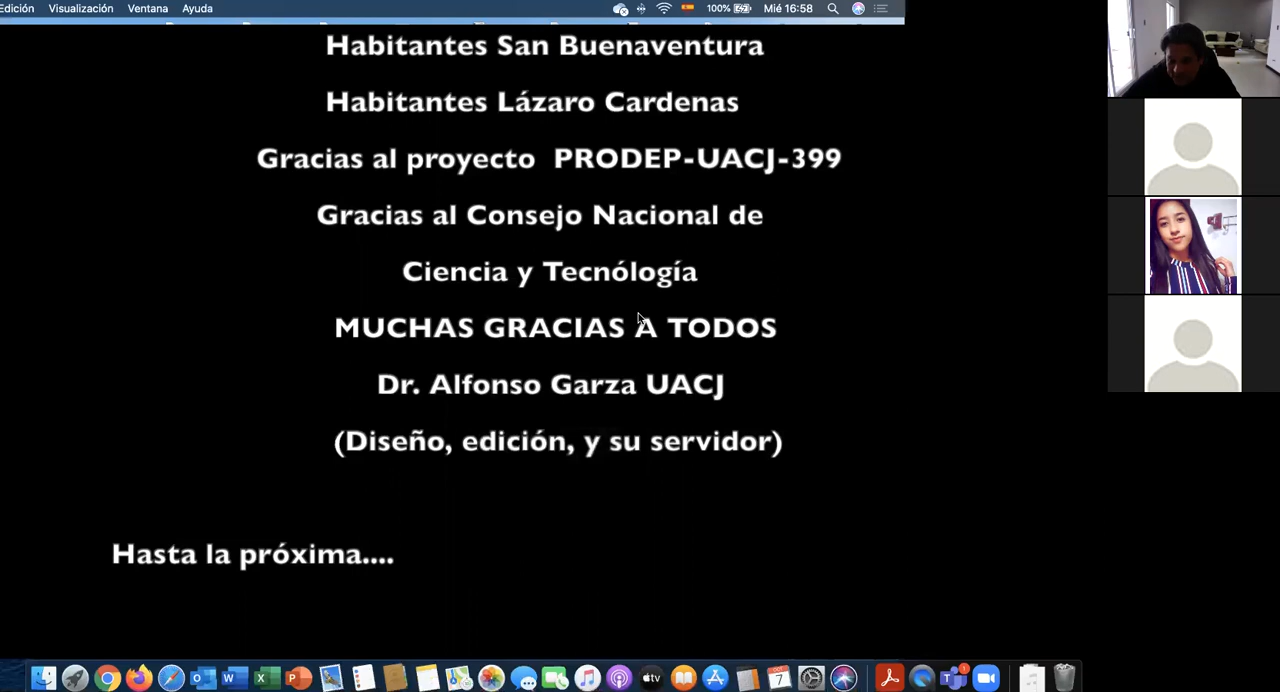 Edición Visualización Ventana Ayuda 100% Mié 16:58
Habitantes San Buenaventura
Habitantes Lázaro Cardenas
Gracias al proyecto PRODEP-UACJ-399
Gracias al Consejo Nacional de
Ciencia y Tecnólogía
MUCHAS GRACIAS A TODOS
Dr. Alfonso Garza UACJ
(Diseño, edición, y su servidor)
Hasta la próxima....